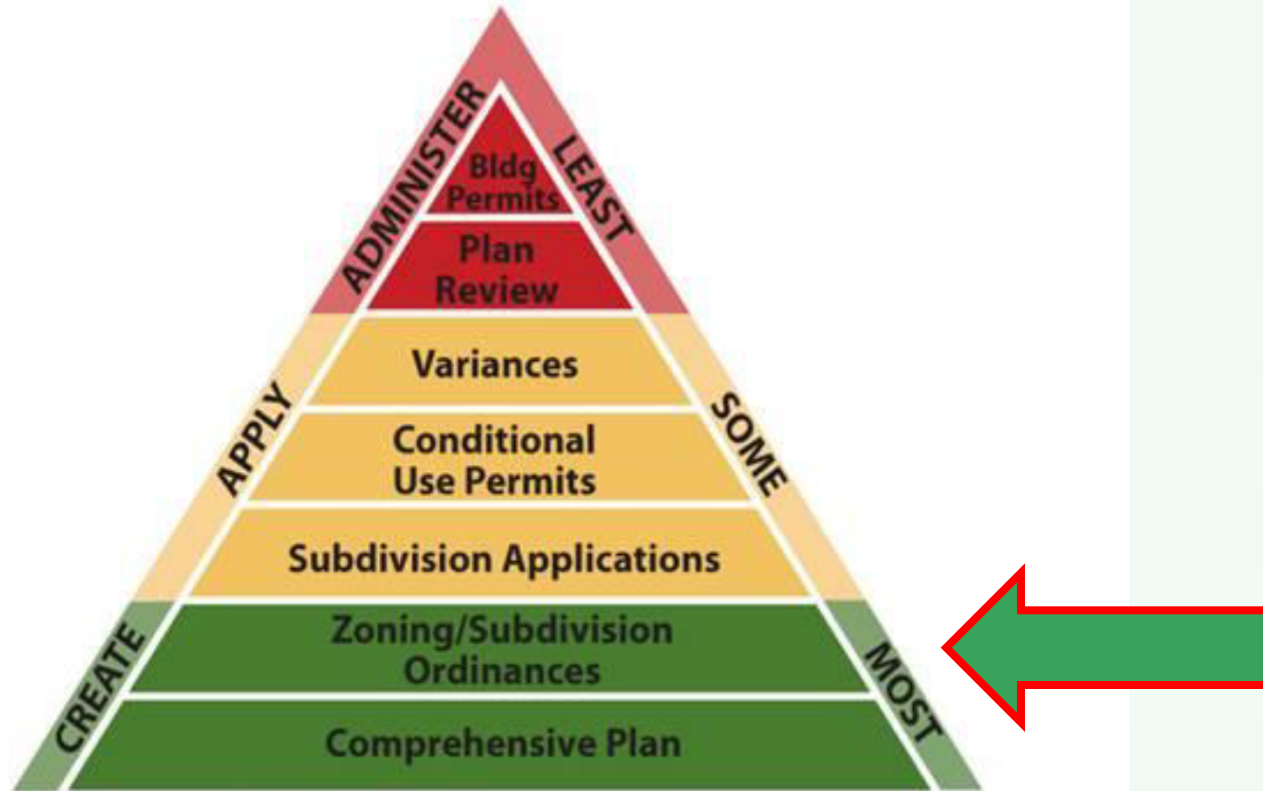 ADMINISTER
LEAST
Bldg
Permits
Plan
Review
APPLY
SOME
Variances
Conditional
Use Permits
Subdivision Applications
CREATE
MOST
Zoning/Subdivision
Ordinances
Comprehensive Plan